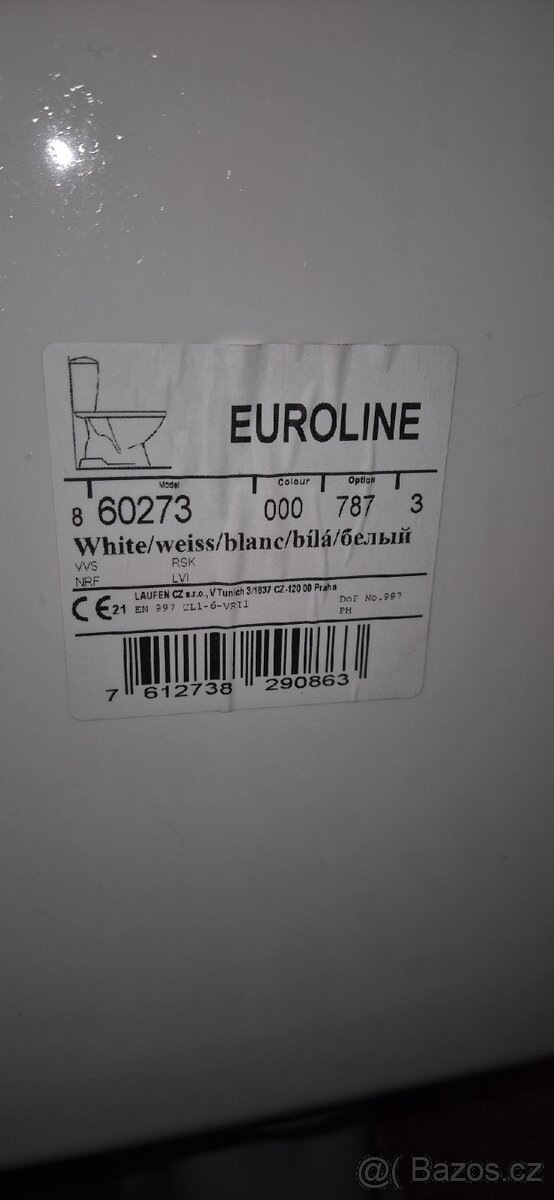 EUROLINE
Model Colour Option
8 60273 000 787 3
White/weiss/blanc/bílá/белый
VVS RSK
NRF LVI
LAUFEN CZ s.r.o., V Tunich 3/1637 CZ-120 00 Praha
CE 21 EN 997 CL1-6-VRII DoP No.997
PH
7 612738 290863
@( Bazos.cz